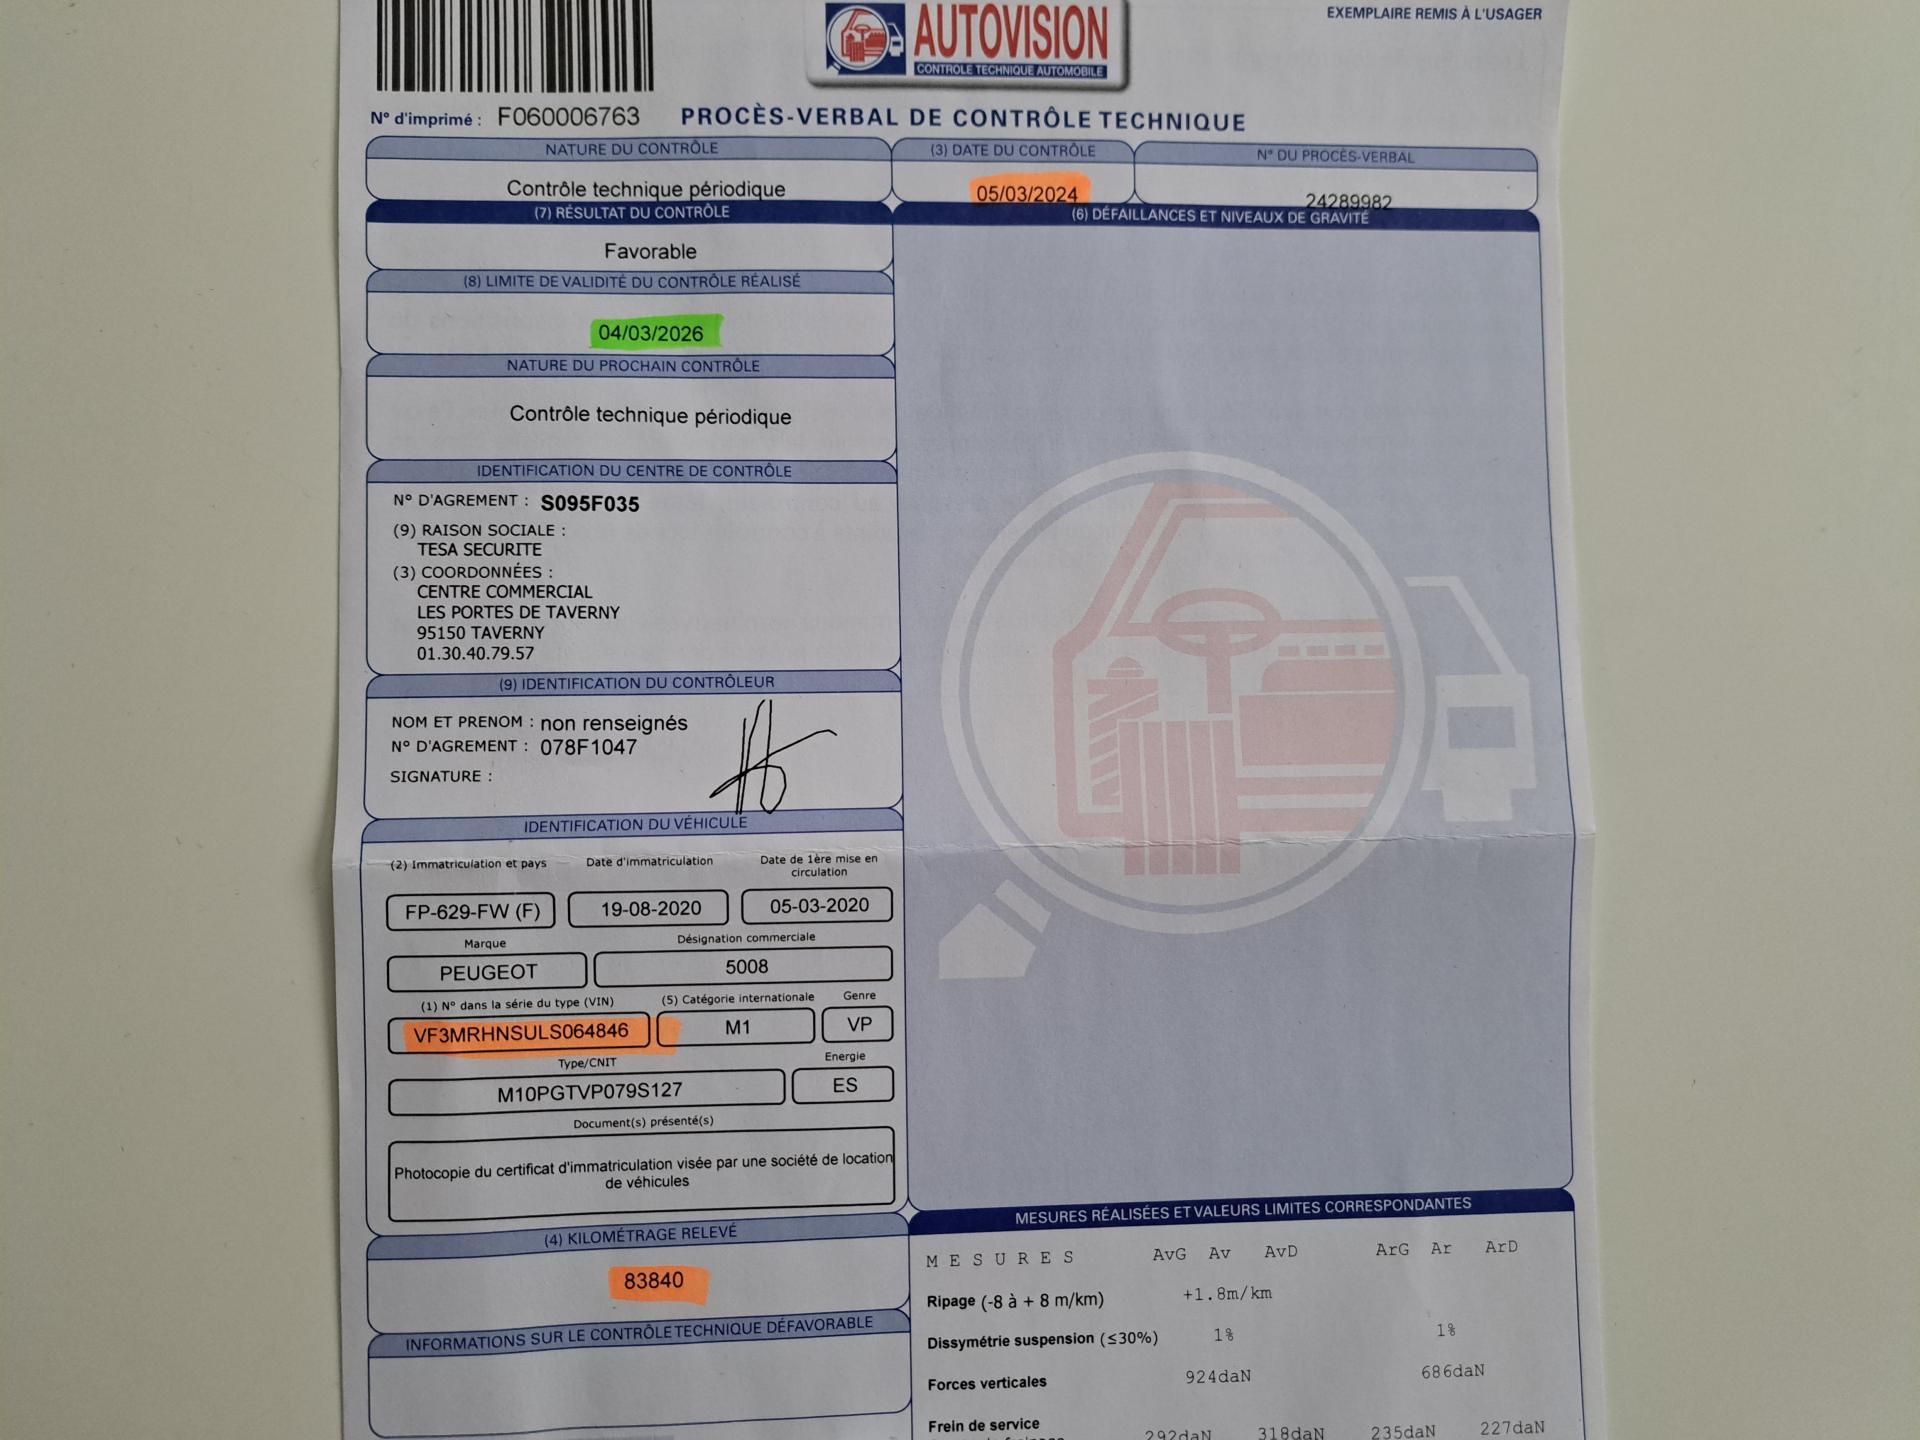 EXEMPLAIRE REMIS À L'USAGER
AUTOVISION
CONTROLE TECHNIQUE AUTOMOBILE
N° d'imprimé : F060006763
PROCÈS-VERBAL DE CONTRÔLE TECHNIQUE
NATURE DU CONTRÔLE
Contrôle technique périodique
(3) DATE DU CONTRÔLE
05/03/2024
N° DU PROCÈS-VERBAL
24289982
(7) RÉSULTAT DU CONTRÔLE
Favorable
(8) LIMITE DE VALIDITÉ DU CONTRÔLE RÉALISÉ
04/03/2026
NATURE DU PROCHAIN CONTRÔLE
Contrôle technique périodique
IDENTIFICATION DU CENTRE DE CONTRÔLE
N° D'AGREMENT : S095F035
(9) RAISON SOCIALE :
TESA SECURITE
(3) COORDONNÉES :
CENTRE COMMERCIAL
LES PORTES DE TAVERNY
95150 TAVERNY
01.30.40.79.57
(9) IDENTIFICATION DU CONTRÔLEUR
NOM ET PRENOM : non renseignés
N° D'AGREMENT : 078F1047
SIGNATURE :
IDENTIFICATION DU VÉHICULE
(2) Immatriculation et pays Date d'immatriculation Date de 1ère mise en
circulation
FP-629-FW (F) 19-08-2020 05-03-2020
Marque Désignation commerciale
PEUGEOT 5008
(1) N° dans la série du type (VIN) (5) Catégorie internationale Genre
VF3MRHNSULS064846 M1 VP
Type/CNIT Energie
M10PGTVP079S127 ES
Document(s) présenté(s)
Photocopie du certificat d'immatriculation visée par une société de location
de véhicules
(4) KILOMÉTRAGE RELEVÉ
83840
INFORMATIONS SUR LE CONTRÔLE TECHNIQUE DÉFAVORABLE
(6) DÉFAILLANCES ET NIVEAUX DE GRAVITÉ
MESURES RÉALISÉES ET VALEURS LIMITES CORRESPONDANTES
MESURES AvG Av AvD ArG Ar ArD
Ripage (-8 à + 8 m/km) +1.8m/km
Dissymétrie suspension (≤30%) 1% 1%
Forces verticales 924daN 686daN
Frein de service
292daN 318daN 235daN 227daN